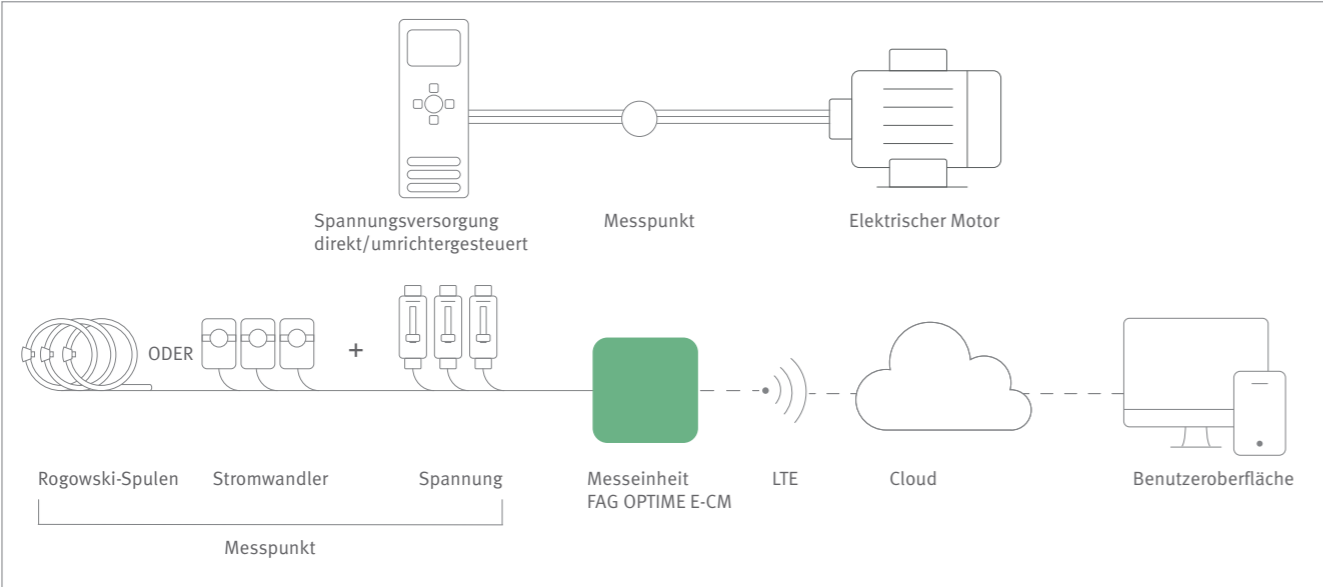 Spannungsversorgung
direkt/umrichtergesteuert
Messpunkt
Elektrischer Motor
ODER
+
Rogowski-Spulen
Stromwandler
Spannung
Messeinheit
FAG OPTIME E-CM
LTE
Cloud
Benutzeroberfläche
Messpunkt